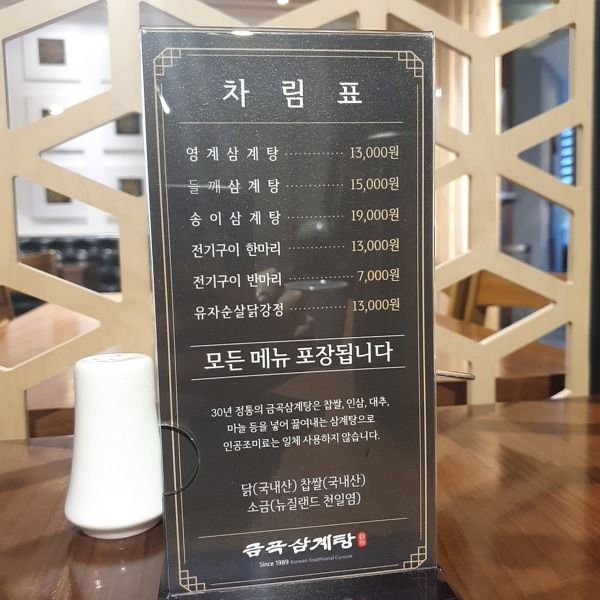 차 림 표
영계삼계탕 ············ 13,000원
들깨삼계탕 ············ 15,000원
송이삼계탕 ············ 19,000원
전기구이 한마리 ············ 13,000원
전기구이 반마리 ············ 7,000원
유자순살닭강정 ············ 13,000원
모든 메뉴 포장됩니다
30년 정통의 금곡삼계탕은 찹쌀, 인삼, 대추,
마늘 등을 넣어 끓여내는 삼계탕으로
인공조미료는 일체 사용하지 않습니다.
닭(국내산) 찹쌀(국내산)
소금(뉴질랜드 천일염)
금곡삼계탕
Since 1989 Korean Traditional Cuisine